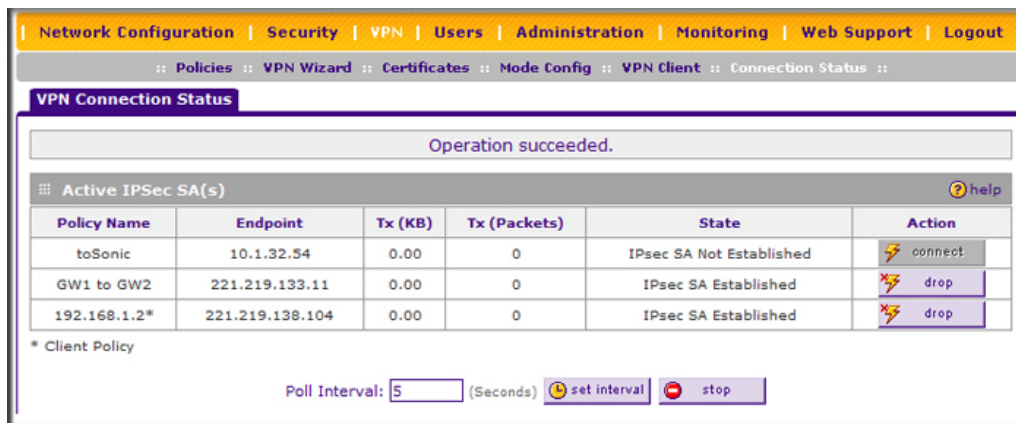 Network Configuration | Security | VPN | Users | Administration | Monitoring | Web Support | Logout
:: Policies :: VPN Wizard :: Certificates :: Mode Config :: VPN Client :: Connection Status ::
VPN Connection Status
Operation succeeded.
Active IPSec SA(s) help
Policy Name Endpoint Tx (KB) Tx (Packets) State Action
toSonic 10.1.32.54 0.00 0 IPsec SA Not Established connect
GW1 to GW2 221.219.133.11 0.00 0 IPsec SA Established drop
192.168.1.2* 221.219.138.104 0.00 0 IPsec SA Established drop
* Client Policy
Poll Interval: 5 (Seconds) set interval stop